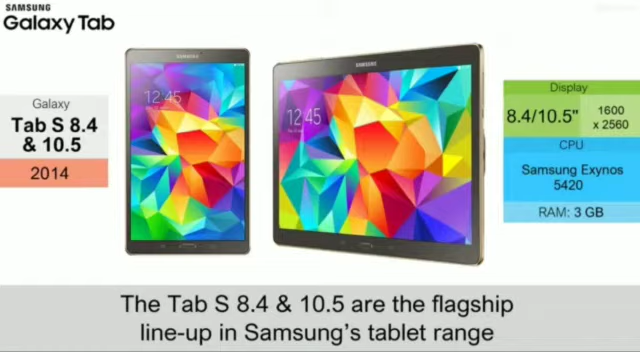 SAMSUNG
Galaxy Tab
Galaxy
Tab S 8.4
& 10.5
2014
SAMSUNG
12:45
SAMSUNG
12:45
Display
8.4/10.5"
1600
x 2560
CPU
Samsung Exynos
5420
RAM: 3 GB
The Tab S 8.4 & 10.5 are the flagship
line-up in Samsung's tablet range